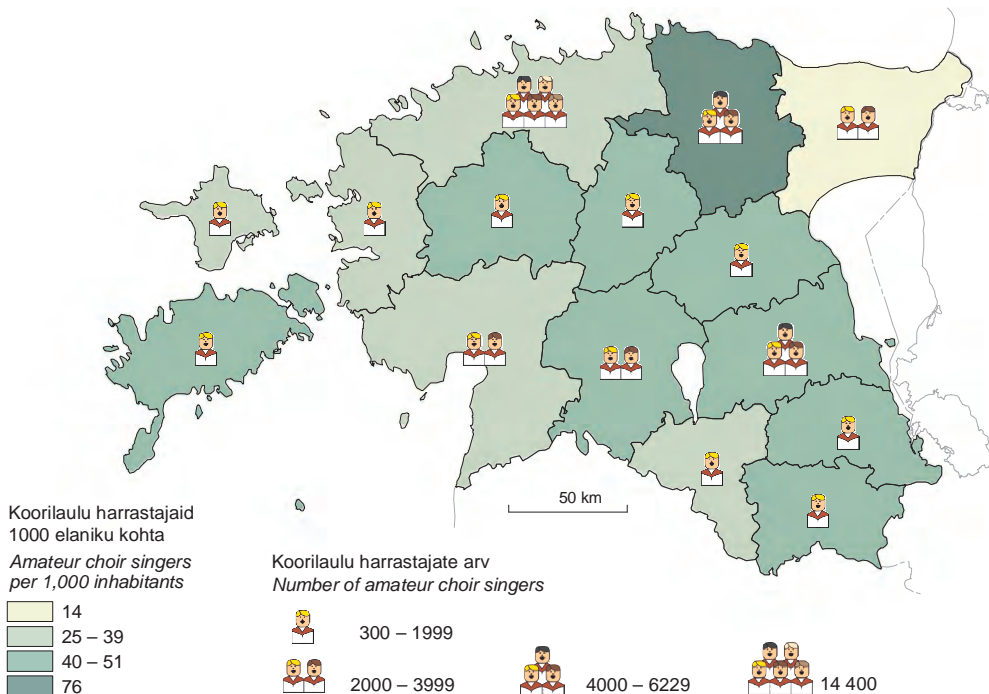 50 km
Koorilaulu harrastajaid
1000 elaniku kohta
Amateur choir singers
per 1,000 inhabitants
14
25 – 39
40 – 51
76
Koorilaulu harrastajate arv
Number of amateur choir singers
300 – 1999
2000 – 3999
4000 – 6229
14 400